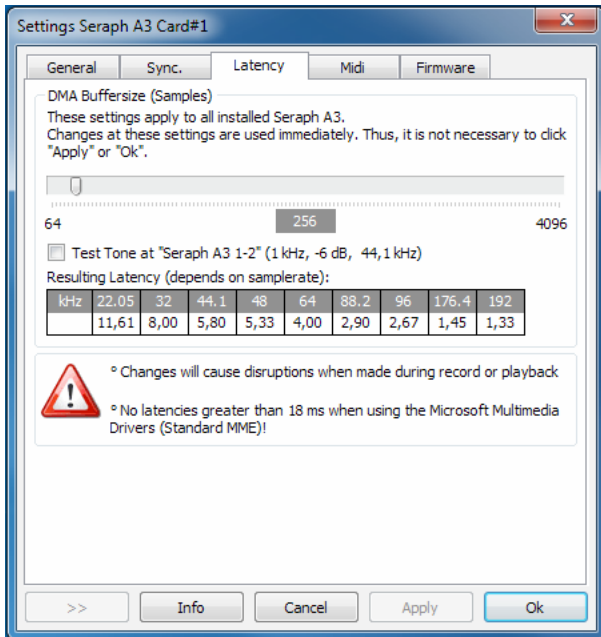 Settings Seraph A3 Card#1
General Sync. Latency Midi Firmware
DMA Buffersize (Samples)
These settings apply to all installed Seraph A3.
Changes at these settings are used immediately. Thus, it is not necessary to click
"Apply" or "Ok".
64 256 4096
Test Tone at "Seraph A3 1-2" (1 kHz, -6 dB, 44,1 kHz)
Resulting Latency (depends on samplerate):
kHz 22.05 32 44.1 48 64 88.2 96 176.4 192
11,61 8,00 5,80 5,33 4,00 2,90 2,67 1,45 1,33
° Changes will cause disruptions when made during record or playback
° No latencies greater than 18 ms when using the Microsoft Multimedia
Drivers (Standard MME)!
>> Info Cancel Apply Ok